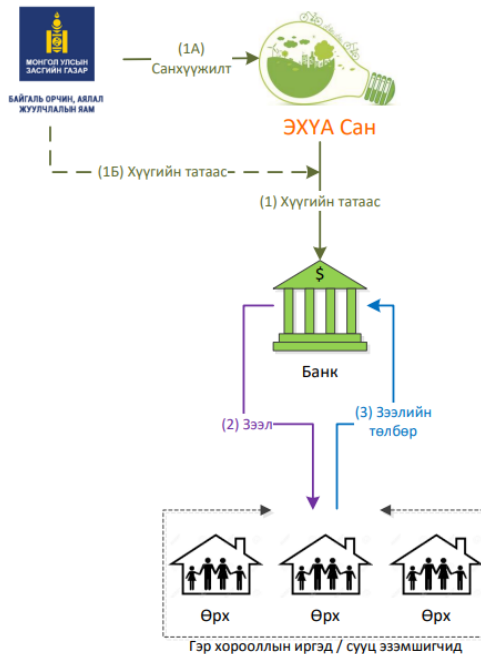 МОНГОЛ УЛСЫН
ЗАСГИЙН ГАЗАР
БАЙГАЛЬ ОРЧИН, АЯЛАЛ
ЖУУЛЧЛАЛЫН ЯАМ
(1А)
Санхүүжилт
ЭХҮА Сан
(1Б) Хүүгийн татаас
(1) Хүүгийн татаас
$
Банк
(2) Зээл
(3) Зээлийн
төлбөр
Өрх Өрх Өрх
Гэр хорооллын иргэд / сууц эзэмшигчид